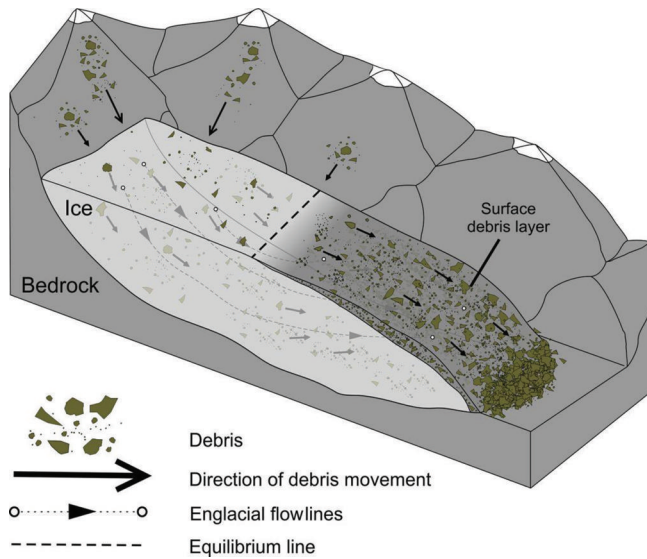 Ice
Bedrock
Surface
debris layer
Debris
Direction of debris movement
Englacial flowlines
Equilibrium line